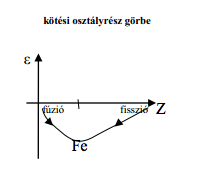 kötési osztályrész görbe
ε
fúzió
fisszió
Z
Fe